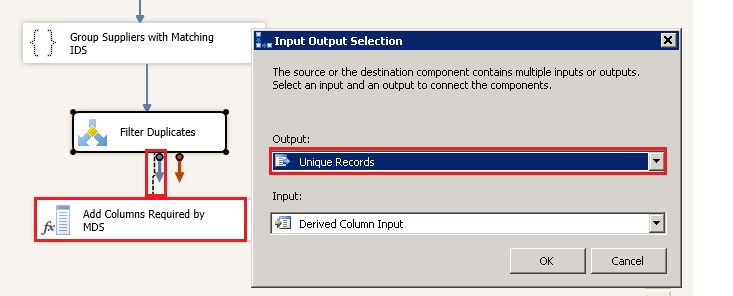 Group Suppliers with Matching
IDS
Filter Duplicates
fx
Add Columns Required by
MDS
Input Output Selection
The source or the destination component contains multiple inputs or outputs.
Select an input and an output to connect the components.
Output:
Unique Records
Input:
Derived Column Input
OK
Cancel